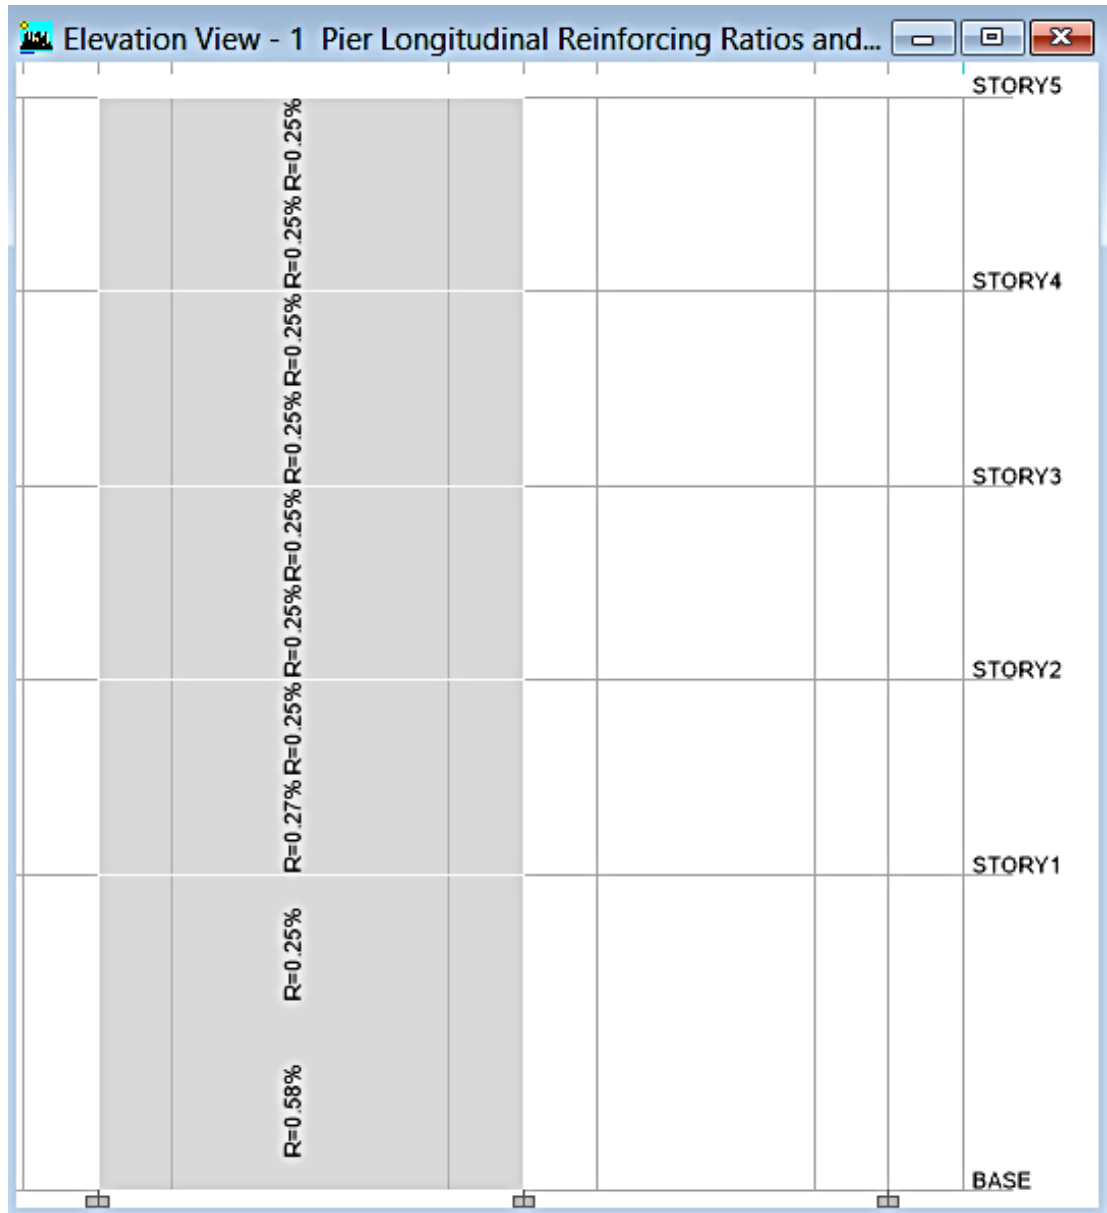 Elevation View - 1 Pier Longitudinal Reinforcing Ratios and...
STORY5
R=0.25%
R=0.25%
STORY4
R=0.25%
R=0.25%
STORY3
R=0.25%
R=0.25%
STORY2
R=0.25%
R=0.27%
STORY1
R=0.25%
R=0.58%
BASE